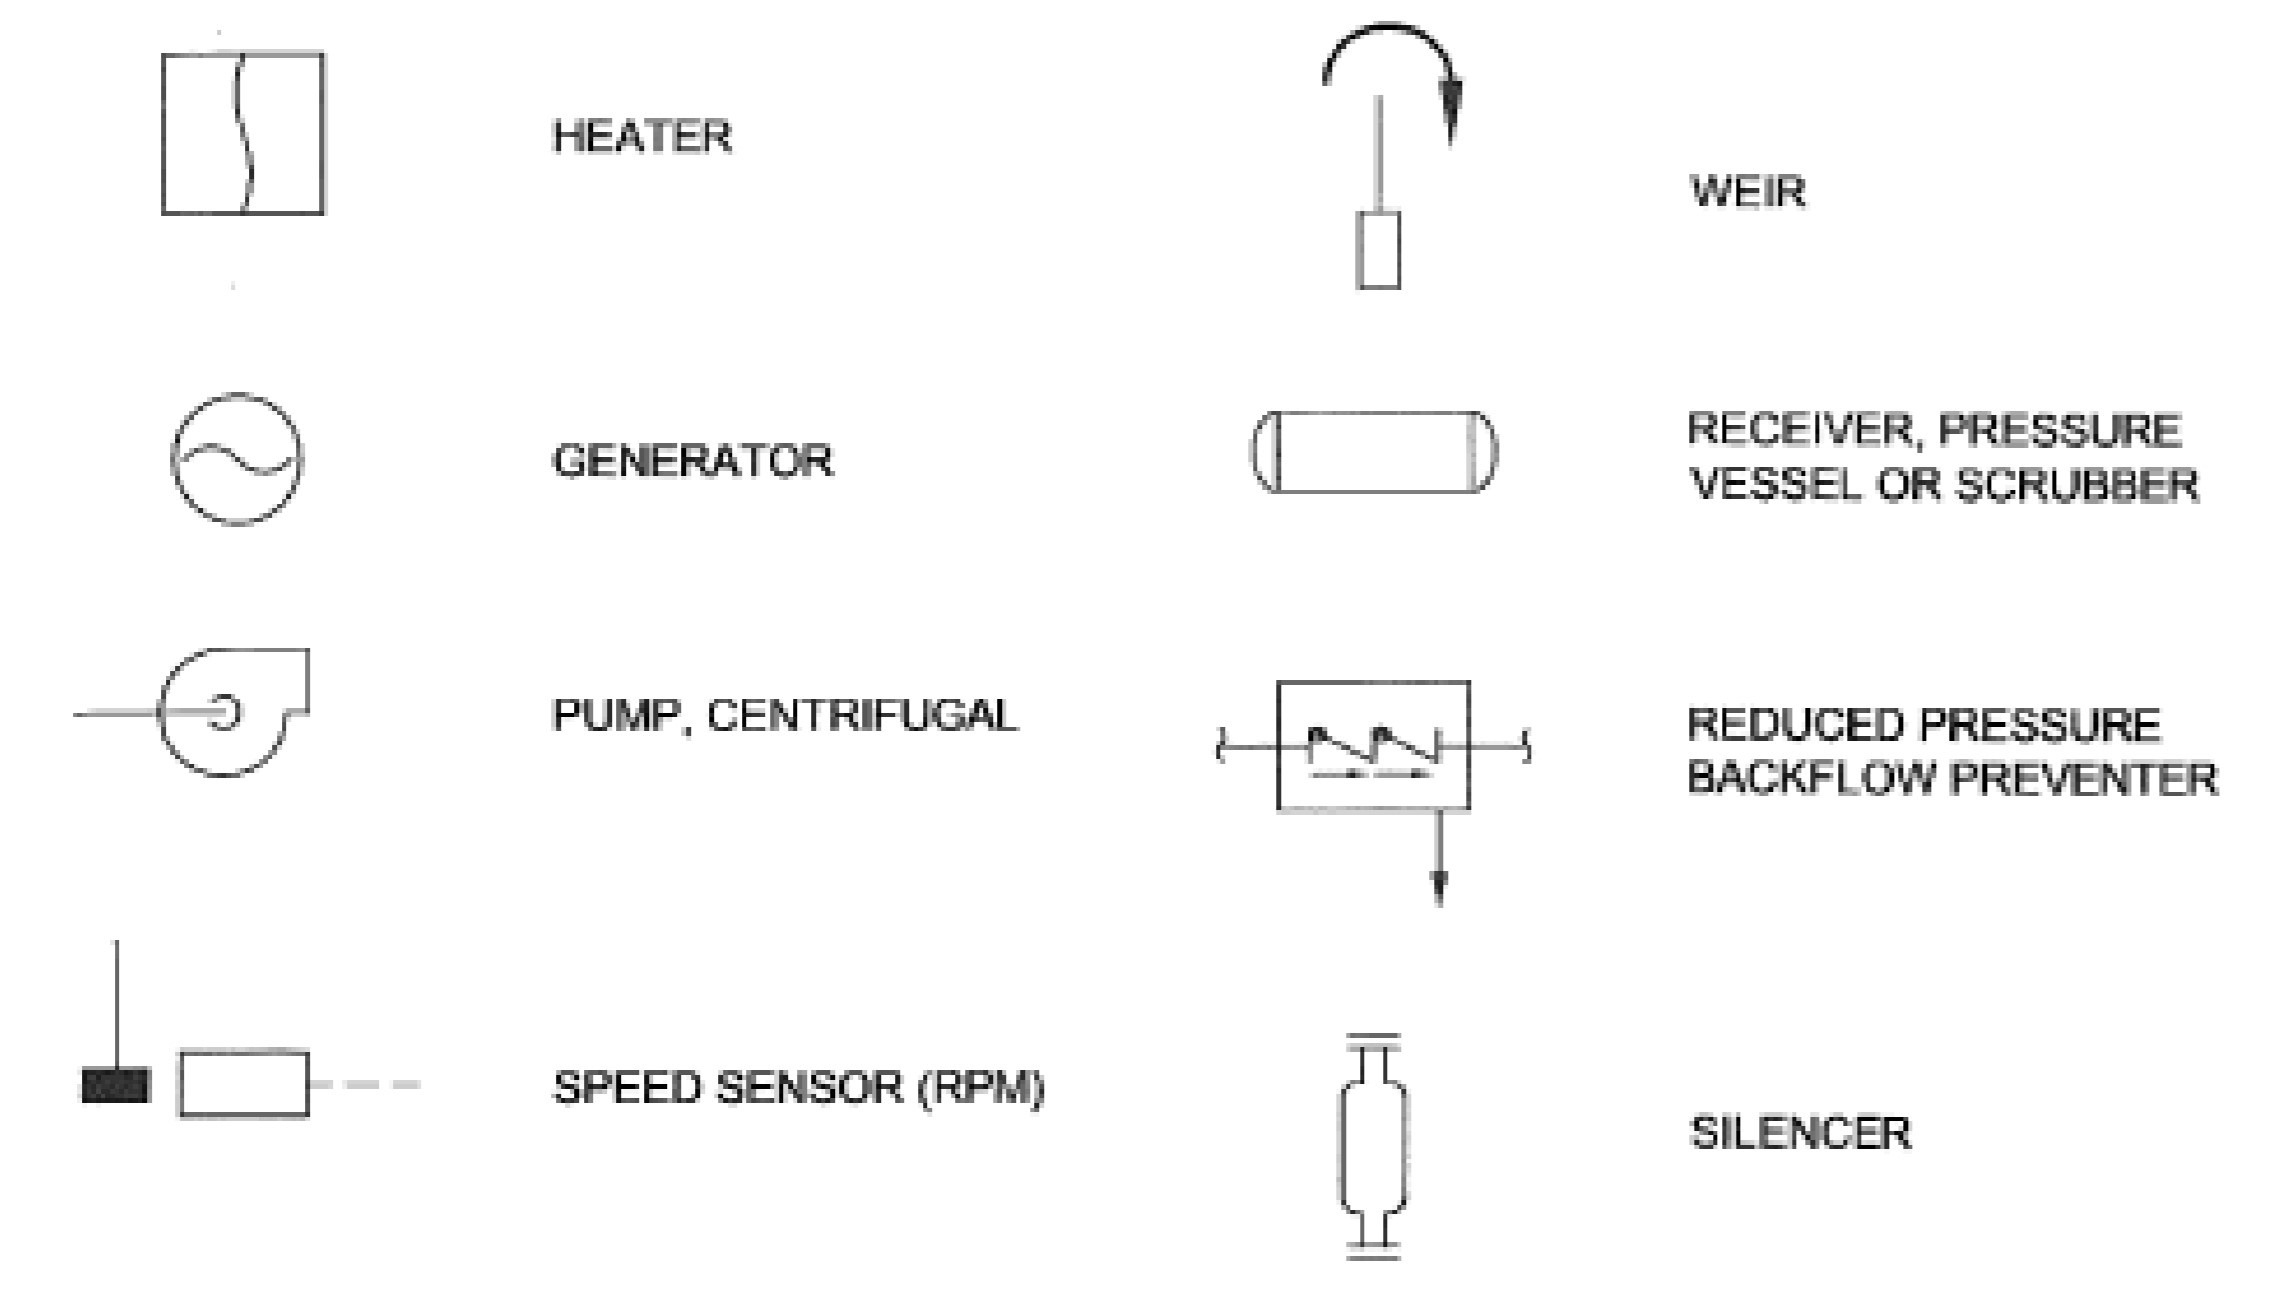 HEATER
GENERATOR
PUMP, CENTRIFUGAL
SPEED SENSOR (RPM)
WEIR
RECEIVER, PRESSURE
VESSEL OR SCRUBBER
REDUCED PRESSURE
BACKFLOW PREVENTER
SILENCER